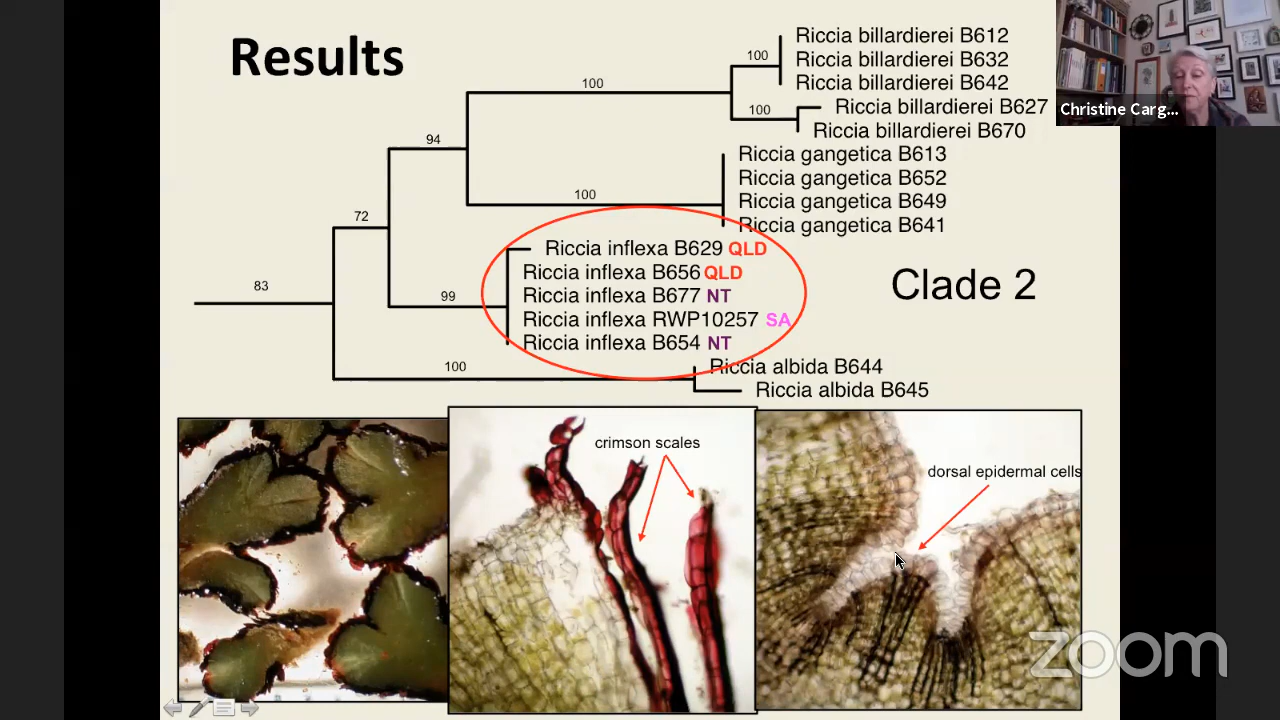 Results
100
Riccia billardierei B612
Riccia billardierei B632
Riccia billardierei B642
100
100
Riccia billardierei B627
Riccia billardierei B670
94
Riccia gangetica B613
Riccia gangetica B652
100
Riccia gangetica B649
Riccia gangetica B641
72
Riccia inflexa B629 QLD
Riccia inflexa B656 QLD
83
99
Riccia inflexa B677 NT
Riccia inflexa RWP10257 SA
Riccia inflexa B654 NT
Clade 2
100
Riccia albida B644
Riccia albida B645
crimson scales
dorsal epidermal cells
Christine Carg...
zoom